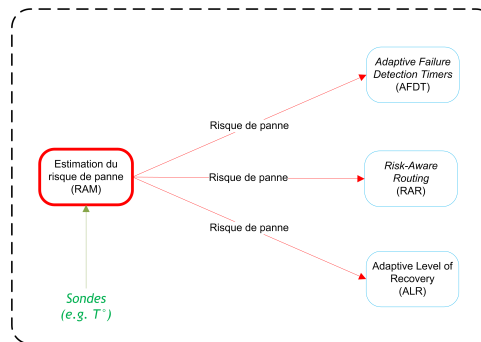 Adaptive Failure
Detection Timers
(AFDT)
Risque de panne
Estimation du
risque de panne
(RAM)
Risque de panne
Risk-Aware
Routing
(RAR)
Risque de panne
Adaptive Level of
Recovery
(ALR)
Sondes
(e.g. T°)